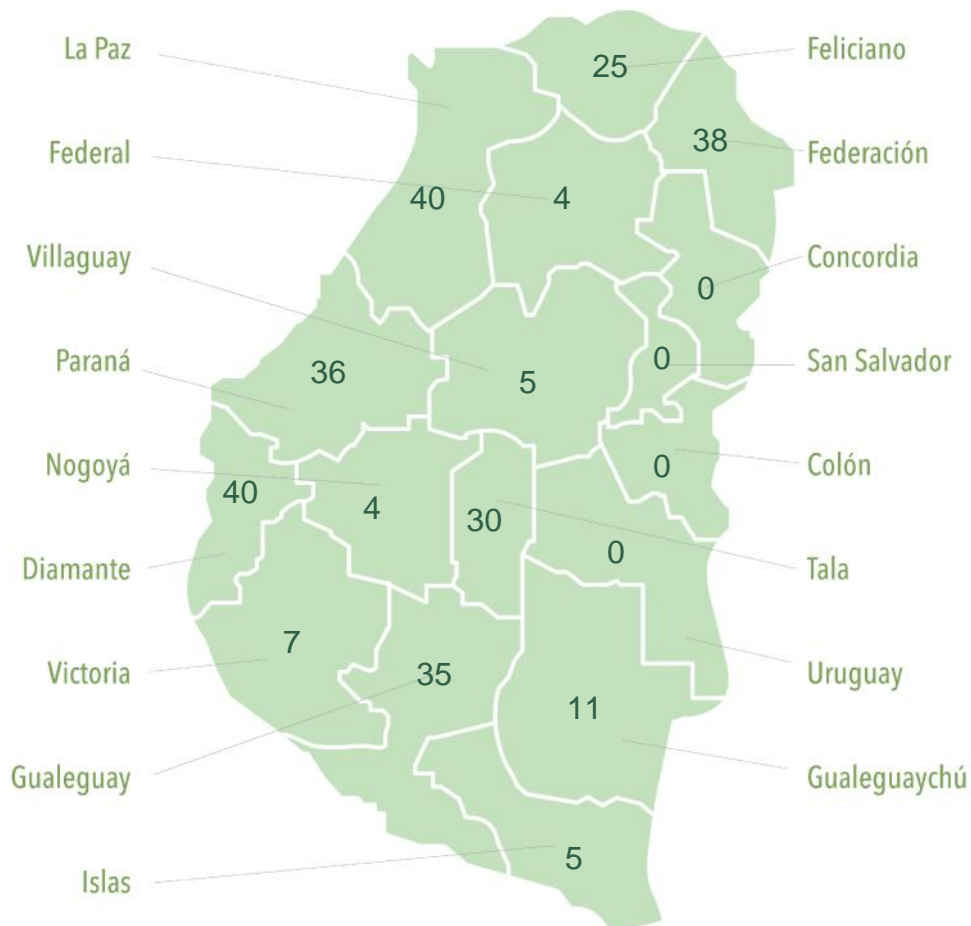 La Paz
25
Feliciano
Federal
38
Federación
40
4
Villaguay
Concordia
0
Paraná
36
5
0
San Salvador
Nogoyá
40
4
30
0
Colón
0
Diamante
Tala
7
Victoria
35
Uruguay
11
Gualeguay
Gualeguaychú
5
Islas